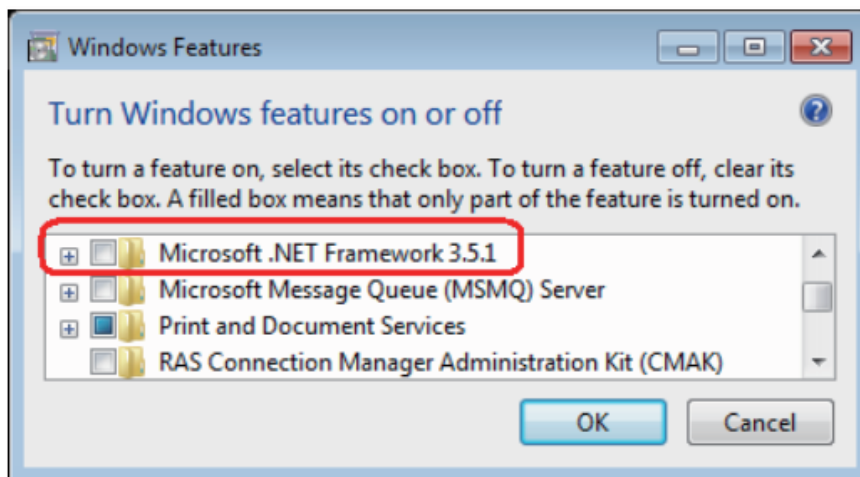 Windows Features
Turn Windows features on or off
To turn a feature on, select its check box. To turn a feature off, clear its
check box. A filled box means that only part of the feature is turned on.
Microsoft .NET Framework 3.5.1
Microsoft Message Queue (MSMQ) Server
Print and Document Services
RAS Connection Manager Administration Kit (CMAK)
OK Cancel